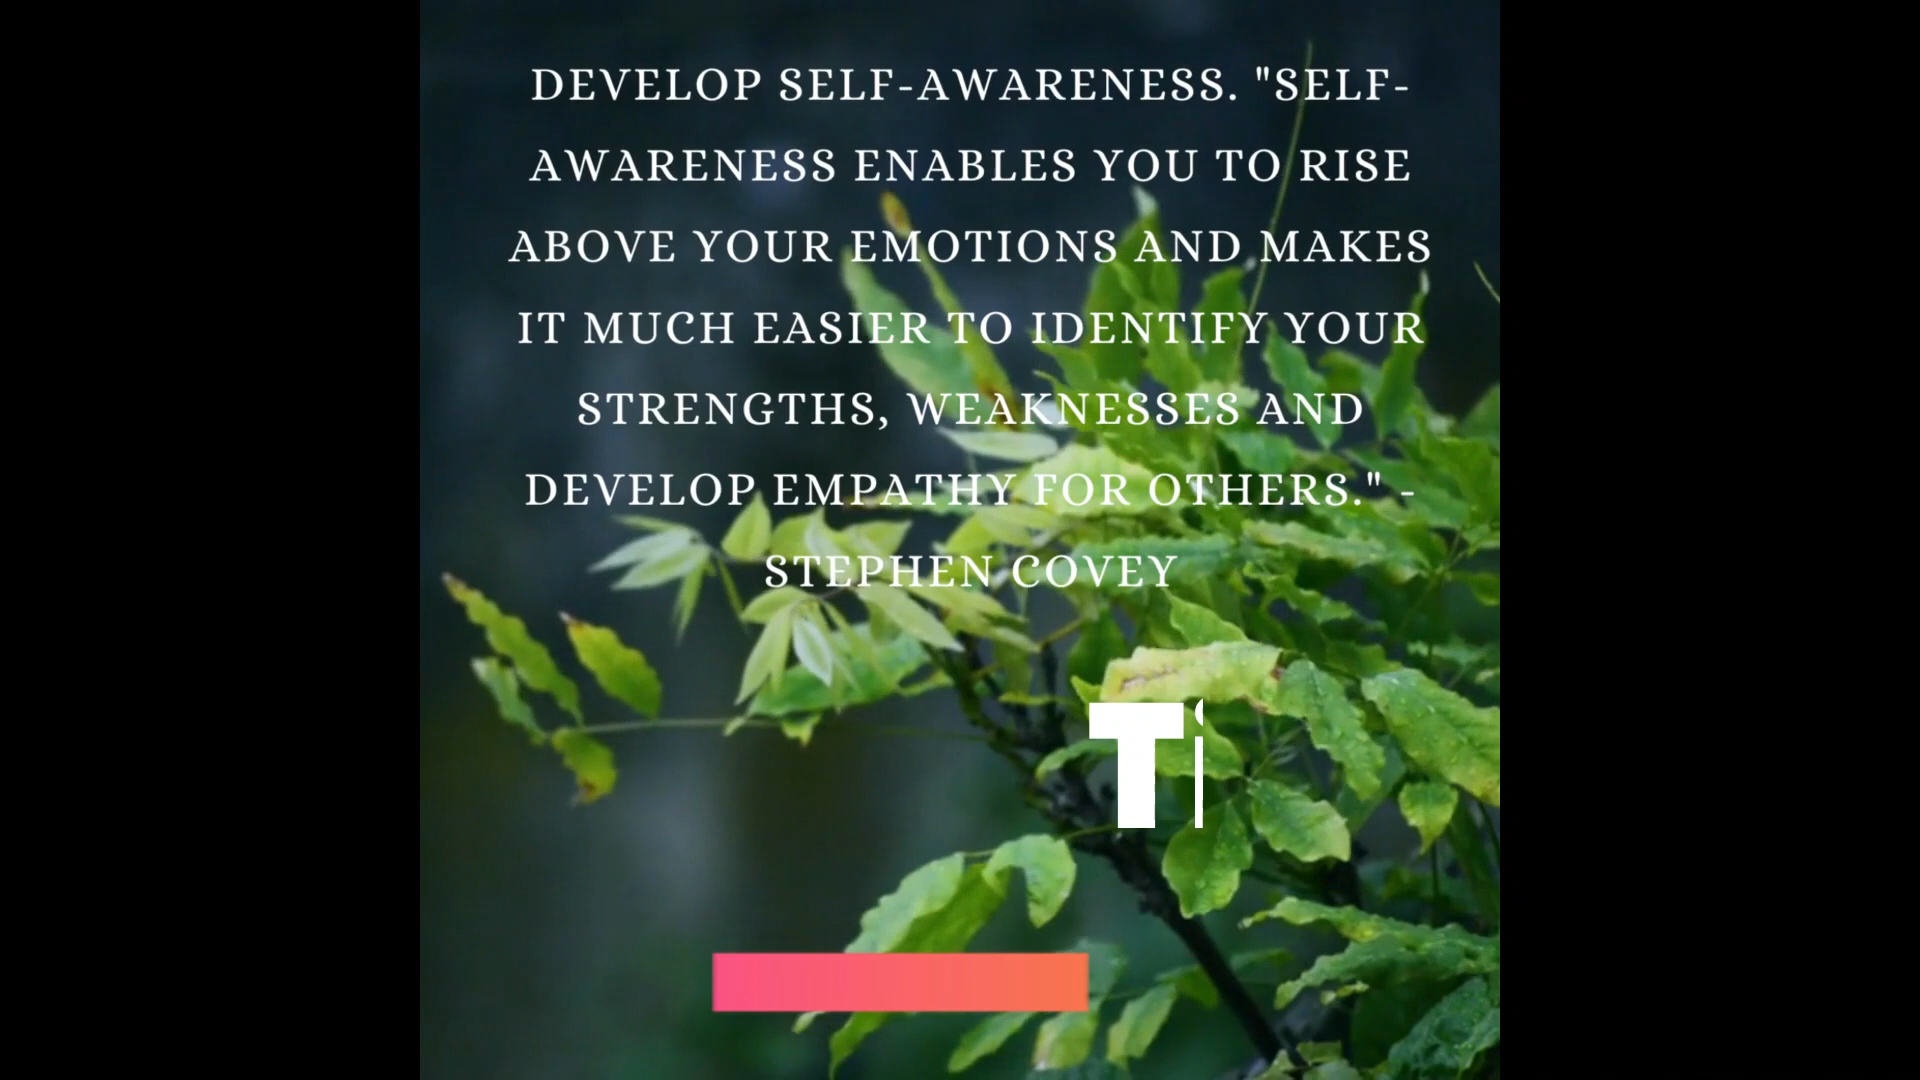 DEVELOP SELF-AWARENESS. "SELF-
AWARENESS ENABLES YOU TO RISE
ABOVE YOUR EMOTIONS AND MAKES
IT MUCH EASIER TO IDENTIFY YOUR
STRENGTHS, WEAKNESSES AND
DEVELOP EMPATHY FOR OTHERS." -
STEPHEN COVEY